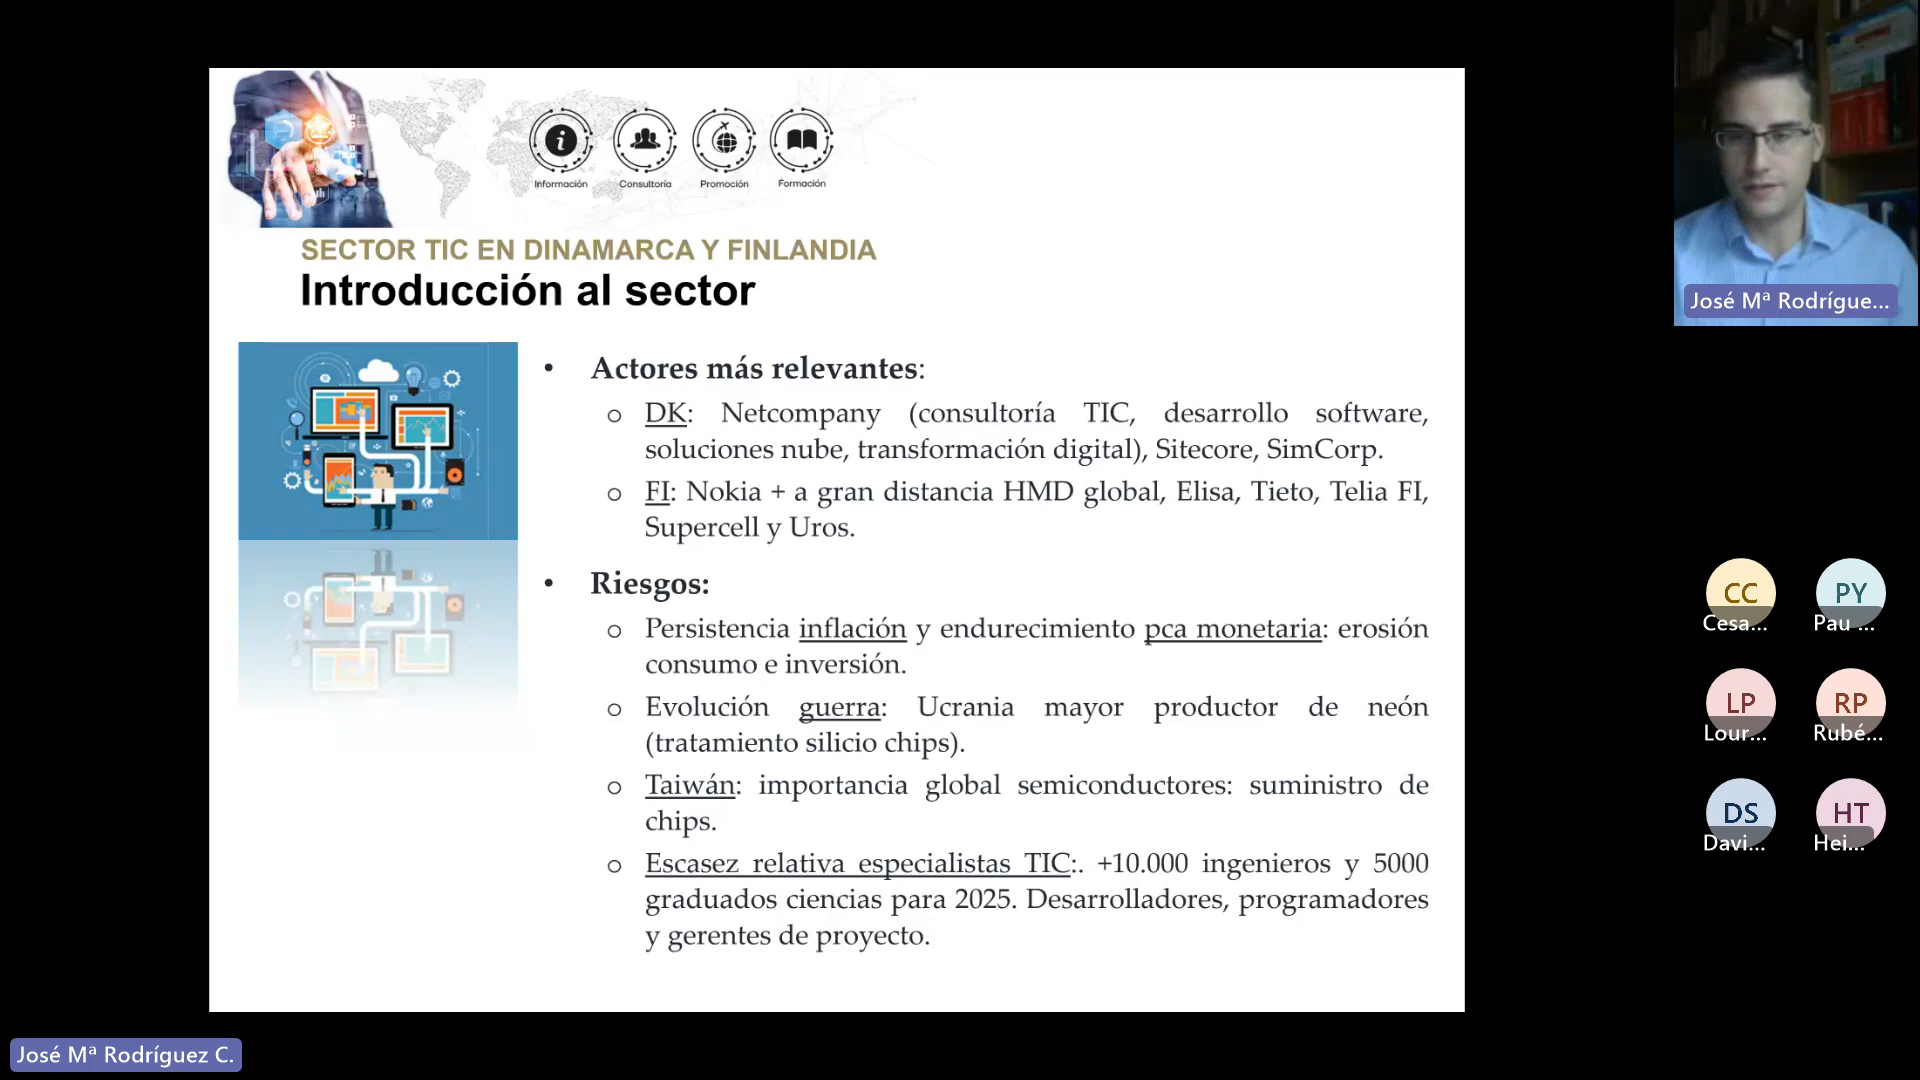 Información
Consultoría
Promoción
Formación
SECTOR TIC EN DINAMARCA Y FINLANDIA
Introducción al sector
• Actores más relevantes:
o DK: Netcompany (consultoría TIC, desarrollo software,
soluciones nube, transformación digital), Sitecore, SimCorp.
o FI: Nokia + a gran distancia HMD global, Elisa, Tieto, Telia FI,
Supercell y Uros.
• Riesgos:
o Persistencia inflación y endurecimiento pca monetaria: erosión
consumo e inversión.
o Evolución guerra: Ucrania mayor productor de neón
(tratamiento silicio chips).
o Taiwán: importancia global semiconductores: suministro de
chips.
o Escasez relativa especialistas TIC:. +10.000 ingenieros y 5000
graduados ciencias para 2025. Desarrolladores, programadores
y gerentes de proyecto.
José Mª Rodrígue...
CC
Cesa...
PY
Pau ...
LP
Lour...
RP
Rubé...
DS
Davi...
HT
Hei...
José Mª Rodríguez C.